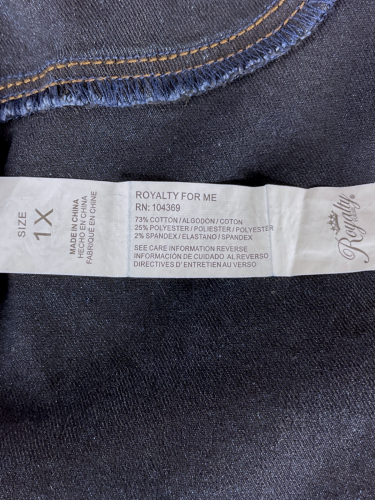 SIZE
1X
MADE IN CHINA
HECHO EN CHINA
FABRIQUÉ EN CHINE
ROYALTY FOR ME
RN: 104369
73% COTTON / ALGODON / COTON
25% POLYESTER / POLIESTER / POLYESTER
2% SPANDEX / ELASTANO / SPANDEX
SEE CARE INFORMATION REVERSE
INFORMACIÓN DE CUIDADO AL REVERSO
DIRECTIVES D' ENTRETIEN AU VERSO
Royalty